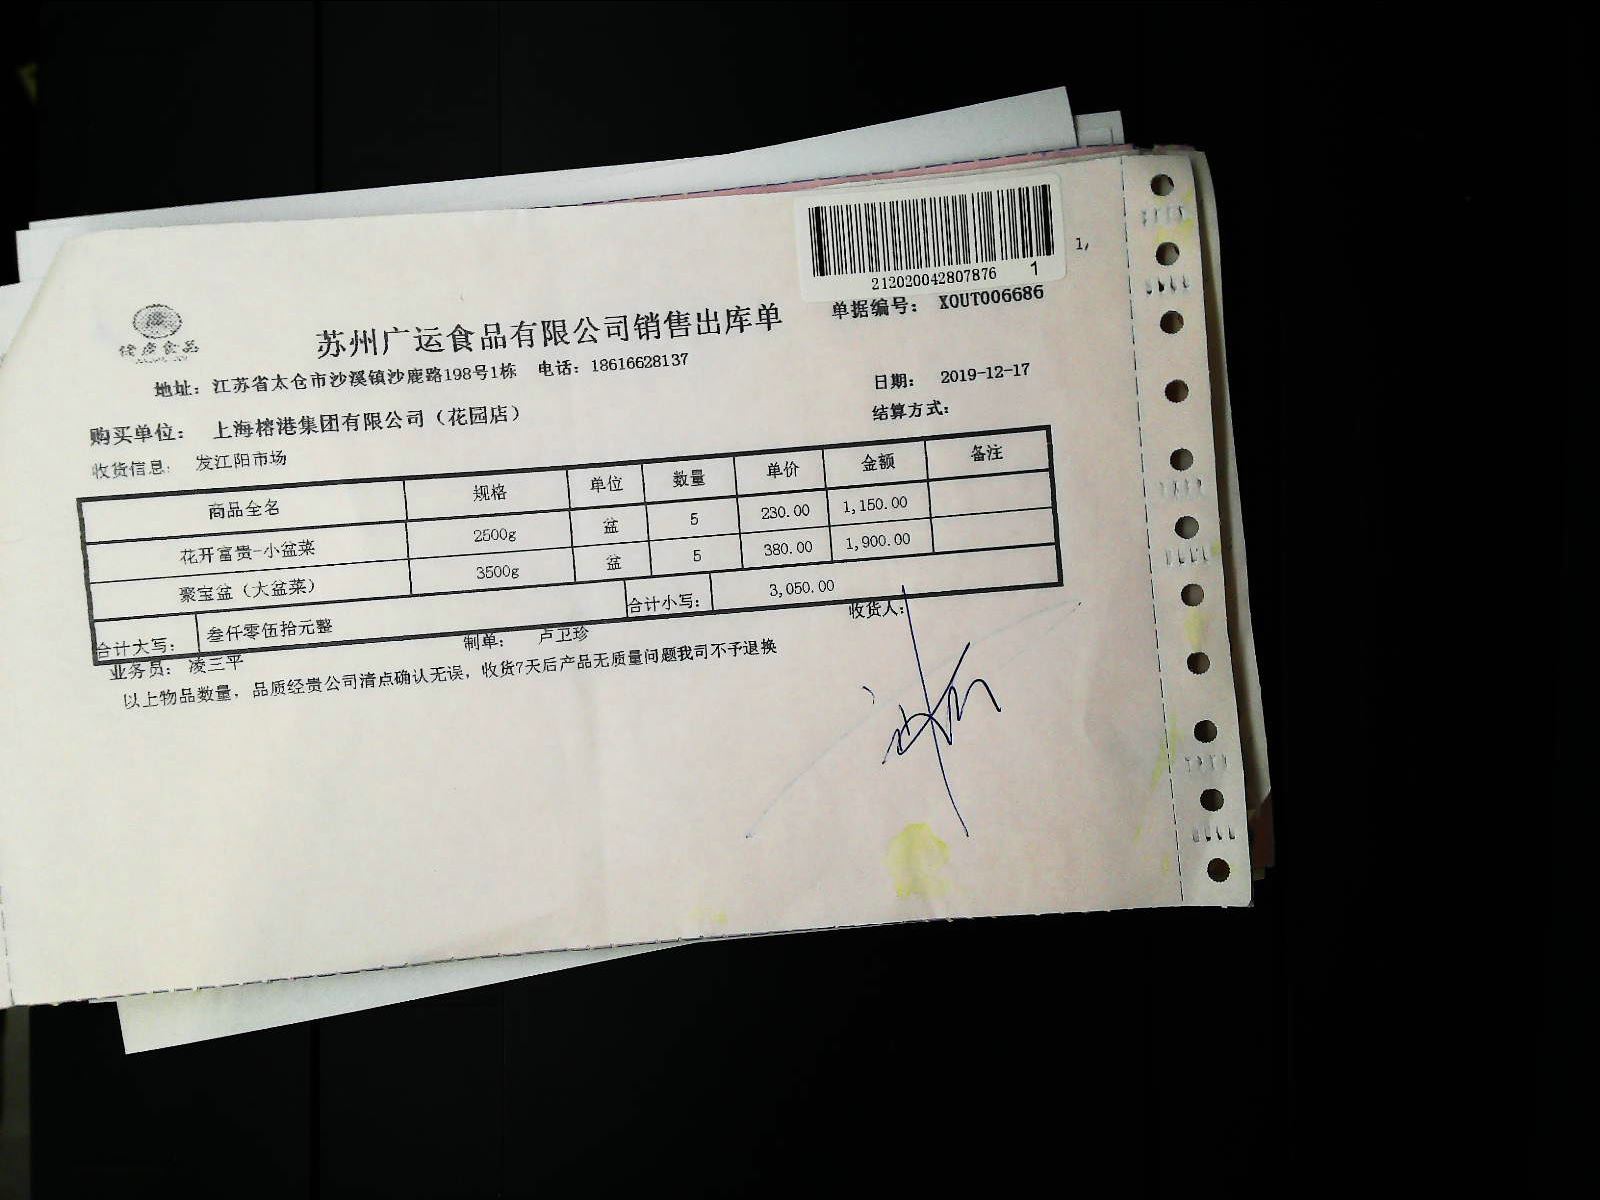 212020042807876 1
1,
单据编号: XOUT006686
食品
苏州广运食品有限公司销售出库单
地址: 江苏省太仓市沙溪镇沙鹿路198号1栋 电话: 18616628137
日期: 2019-12-17
购买单位: 上海榕港集团有限公司（花园店）
结算方式:
收货信息: 发江阳市场
商品全名 规格 单位 数量 单价 金额 备注
花开富贵-小盆菜 2500g 盆 5 230.00 1,150.00
聚宝盆（大盆菜） 3500g 盆 5 380.00 1,900.00
合计大写: 叁仟零伍拾元整 合计小写: 3,050.00
业务员: 凌三平 制单: 卢卫珍 收货人:
以上物品数量，品质经贵公司清点确认无误，收货7天后产品无质量问题我司不予退换